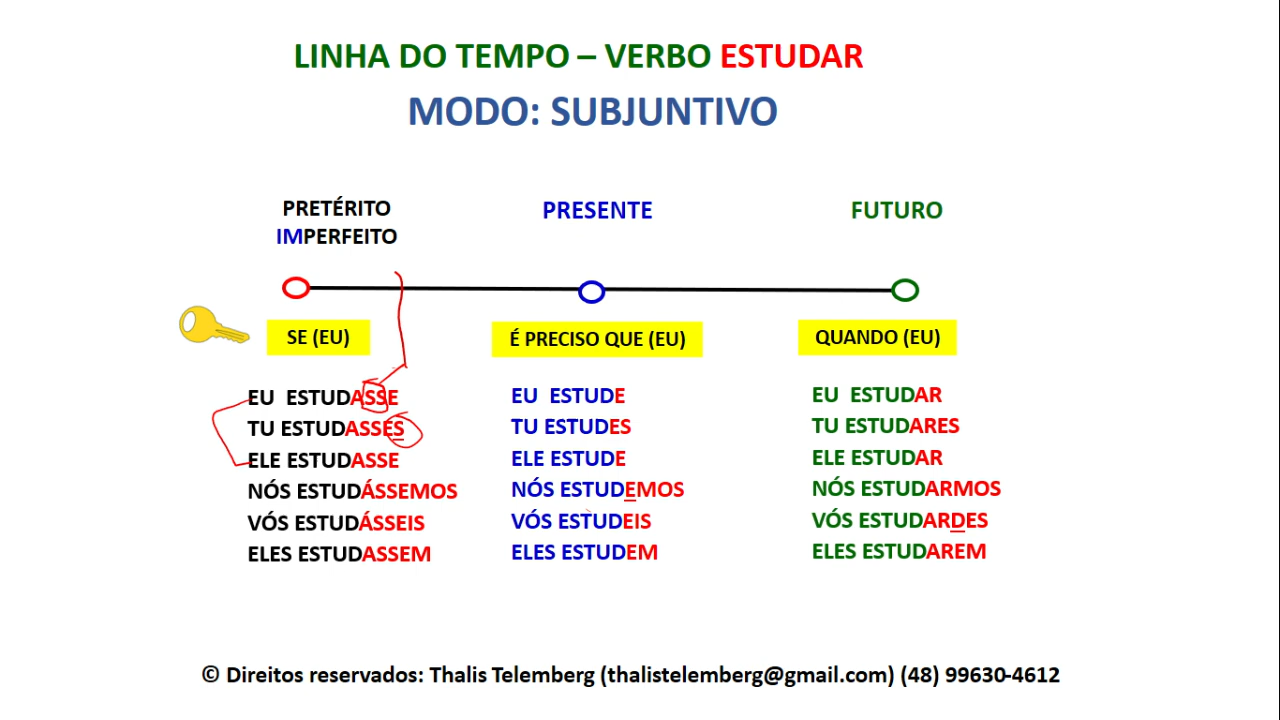 LINHA DO TEMPO – VERBO ESTUDAR
MODO: SUBJUNTIVO
PRETÉRITO
IMPERFEITO
SE (EU)
EU ESTUDASSE
TU ESTUDASSES
ELE ESTUDASSE
NÓS ESTUDÁSSEMOS
VÓS ESTUDÁSSEIS
ELES ESTUDASSEM
PRESENTE
É PRECISO QUE (EU)
EU ESTUDE
TU ESTUDES
ELE ESTUDE
NÓS ESTUDEMOS
VÓS ESTUDEIS
ELES ESTUDEM
FUTURO
QUANDO (EU)
EU ESTUDAR
TU ESTUDARES
ELE ESTUDAR
NÓS ESTUDARMOS
VÓS ESTUDARDES
ELES ESTUDAREM
© Direitos reservados: Thalis Telemberg (thalistelemberg@gmail.com) (48) 99630-4612